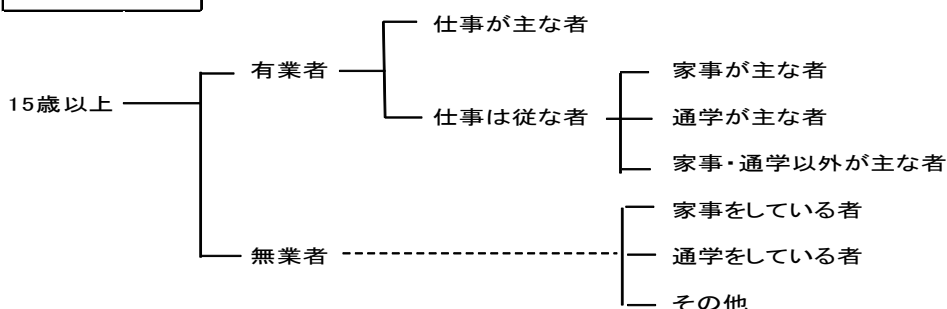 仕事が主な者
有業者
家事が主な者
15歳以上
仕事は従な者
通学が主な者
家事・通学以外が主な者
家事をしている者
無業者
通学をしている者
その他